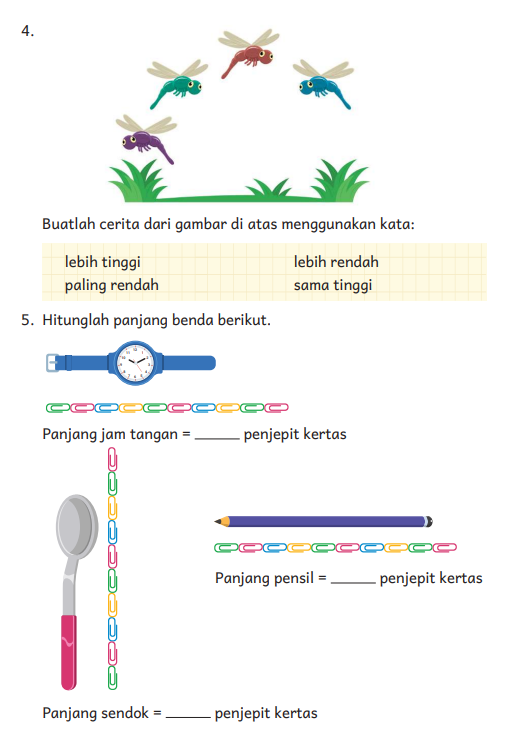 4.
Buatlah cerita dari gambar di atas menggunakan kata:
lebih tinggi lebih rendah
paling rendah sama tinggi
5. Hitunglah panjang benda berikut.
Panjang jam tangan = ______ penjepit kertas
Panjang pensil = ______ penjepit kertas
Panjang sendok = ______ penjepit kertas